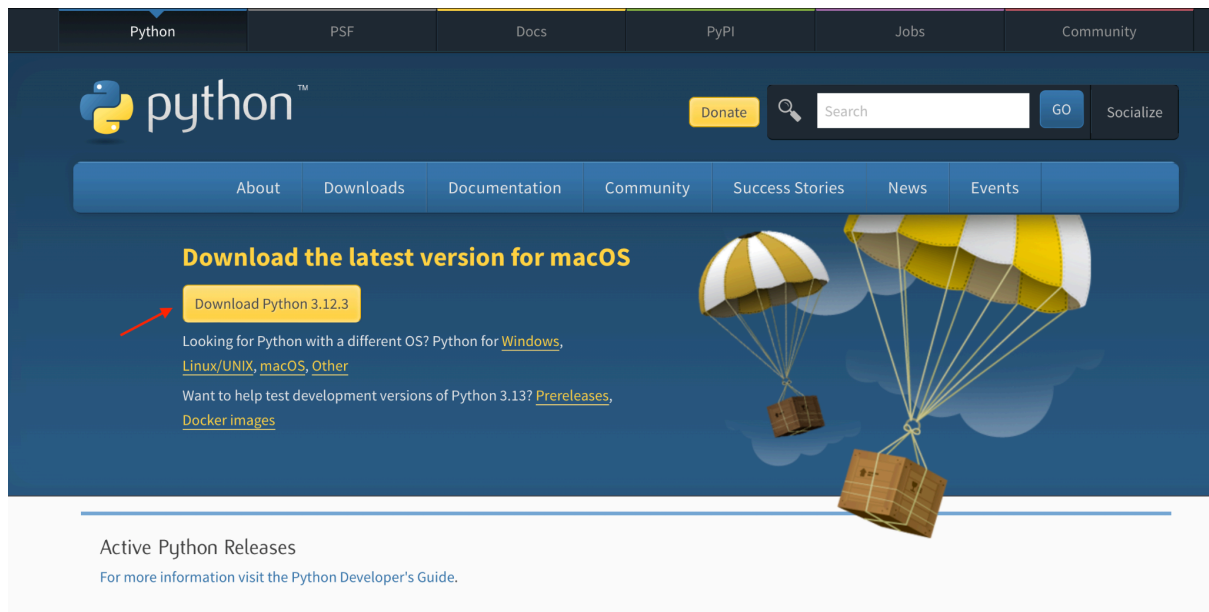 Python PSF Docs PyPI Jobs Community
python™
Donate Search GO Socialize
About Downloads Documentation Community Success Stories News Events
Download the latest version for macOS
Download Python 3.12.3
Looking for Python with a different OS? Python for Windows,
Linux/UNIX, macOS, Other
Want to help test development versions of Python 3.13? Prereleases,
Docker images
Active Python Releases
For more information visit the Python Developer's Guide.